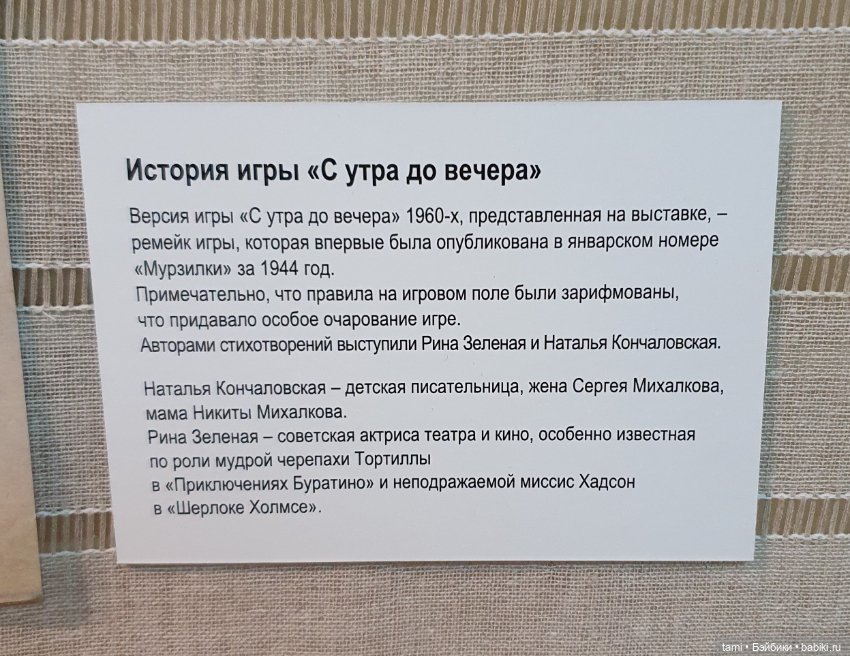 История игры «С утра до вечера»
Версия игры «С утра до вечера» 1960-х, представленная на выставке, –
ремейк игры, которая впервые была опубликована в январском номере
«Мурзилки» за 1944 год.
Примечательно, что правила на игровом поле были зарифмованы,
что придавало особое очарование игре.
Авторами стихотворений выступили Рина Зеленая и Наталья Кончаловская.
Наталья Кончаловская – детская писательница, жена Сергея Михалкова,
мама Никиты Михалкова.
Рина Зеленая – советская актриса театра и кино, особенно известная
по роли мудрой черепахи Тортиллы
в «Приключениях Буратино» и неподражаемой миссис Хадсон
в «Шерлоке Холмсе».
tami • Бэйбики • babiki.ru